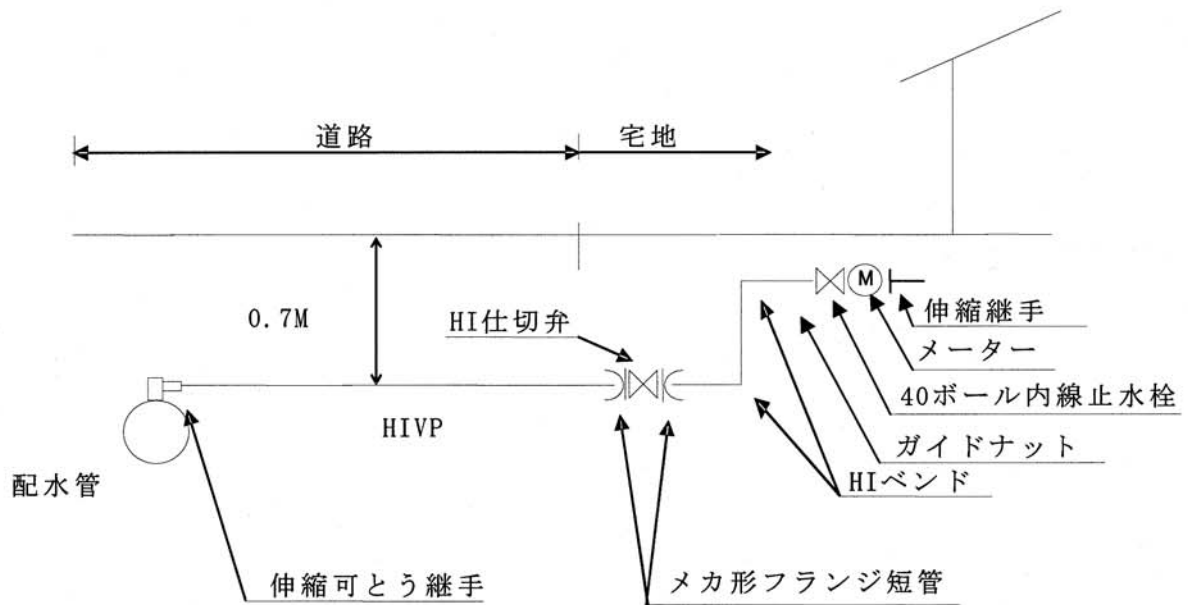 道路
宅地
0.7M
HI仕切弁
M
伸縮継手
メーター
40ボール内線止水栓
HIVP
ガイドナット
配水管
HIベンド
伸縮可とう継手
メカ形フランジ短管